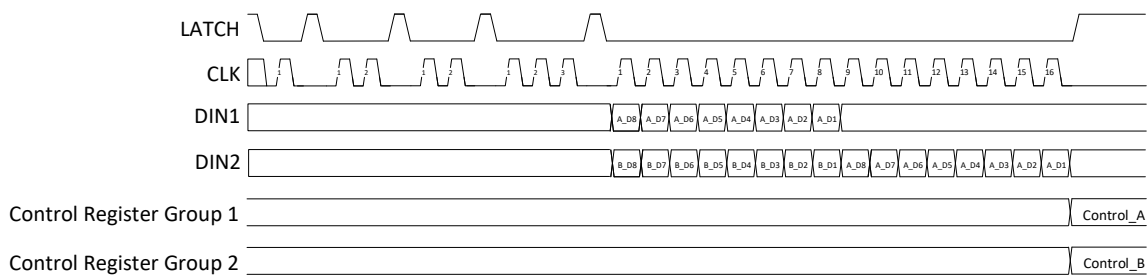 LATCH
CLK 1 1 2 1 2 1 2 3 1 2 3 4 5 6 7 8 9 10 11 12 13 14 15 16
DIN1 A_D8 A_D7 A_D6 A_D5 A_D4 A_D3 A_D2 A_D1
DIN2 B_D8 B_D7 B_D6 B_D5 B_D4 B_D3 B_D2 B_D1 A_D8 A_D7 A_D6 A_D5 A_D4 A_D3 A_D2 A_D1
Control Register Group 1 Control_A
Control Register Group 2 Control_B